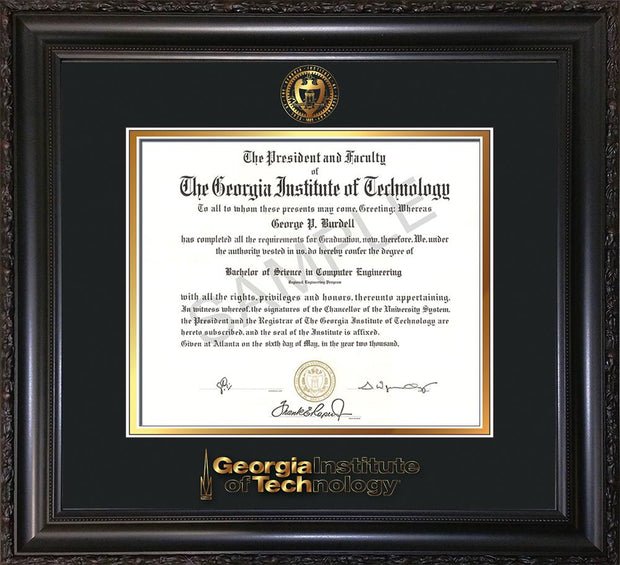 The President and Faculty
of
The Georgia Institute of Technology
To all to whom these presents may come, Greeting: Whereas
George P. Burdell
has completed all the requirements for Graduation, now, therefore, We, under
the authority vested in us, do hereby confer the degree of
Bachelor of Science in Computer Engineering
Regional Engineering Program
with all the rights, privileges and honors, thereunto appertaining.
In witness whereof, the signatures of the Chancellor of the University System,
the President and the Registrar of The Georgia Institute of Technology are
hereto subscribed, and the seal of the Institute is affixed.
Given at Atlanta on the sixth day of May, in the year two thousand.
SAMPLE
Georgia Institute
of Technology